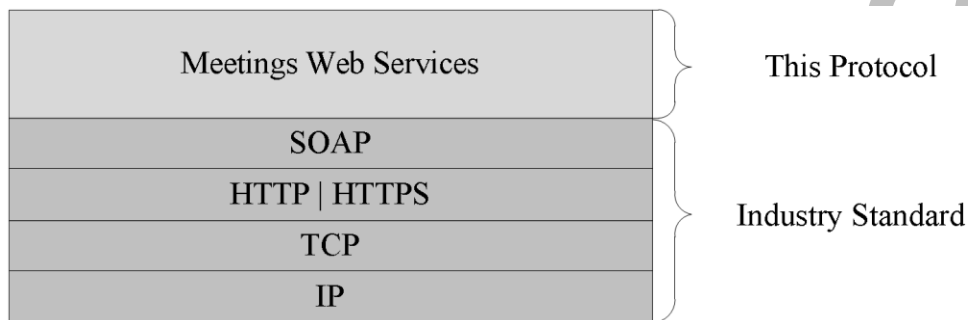 Meetings Web Services
This Protocol
SOAP
HTTP | HTTPS
Industry Standard
TCP
IP